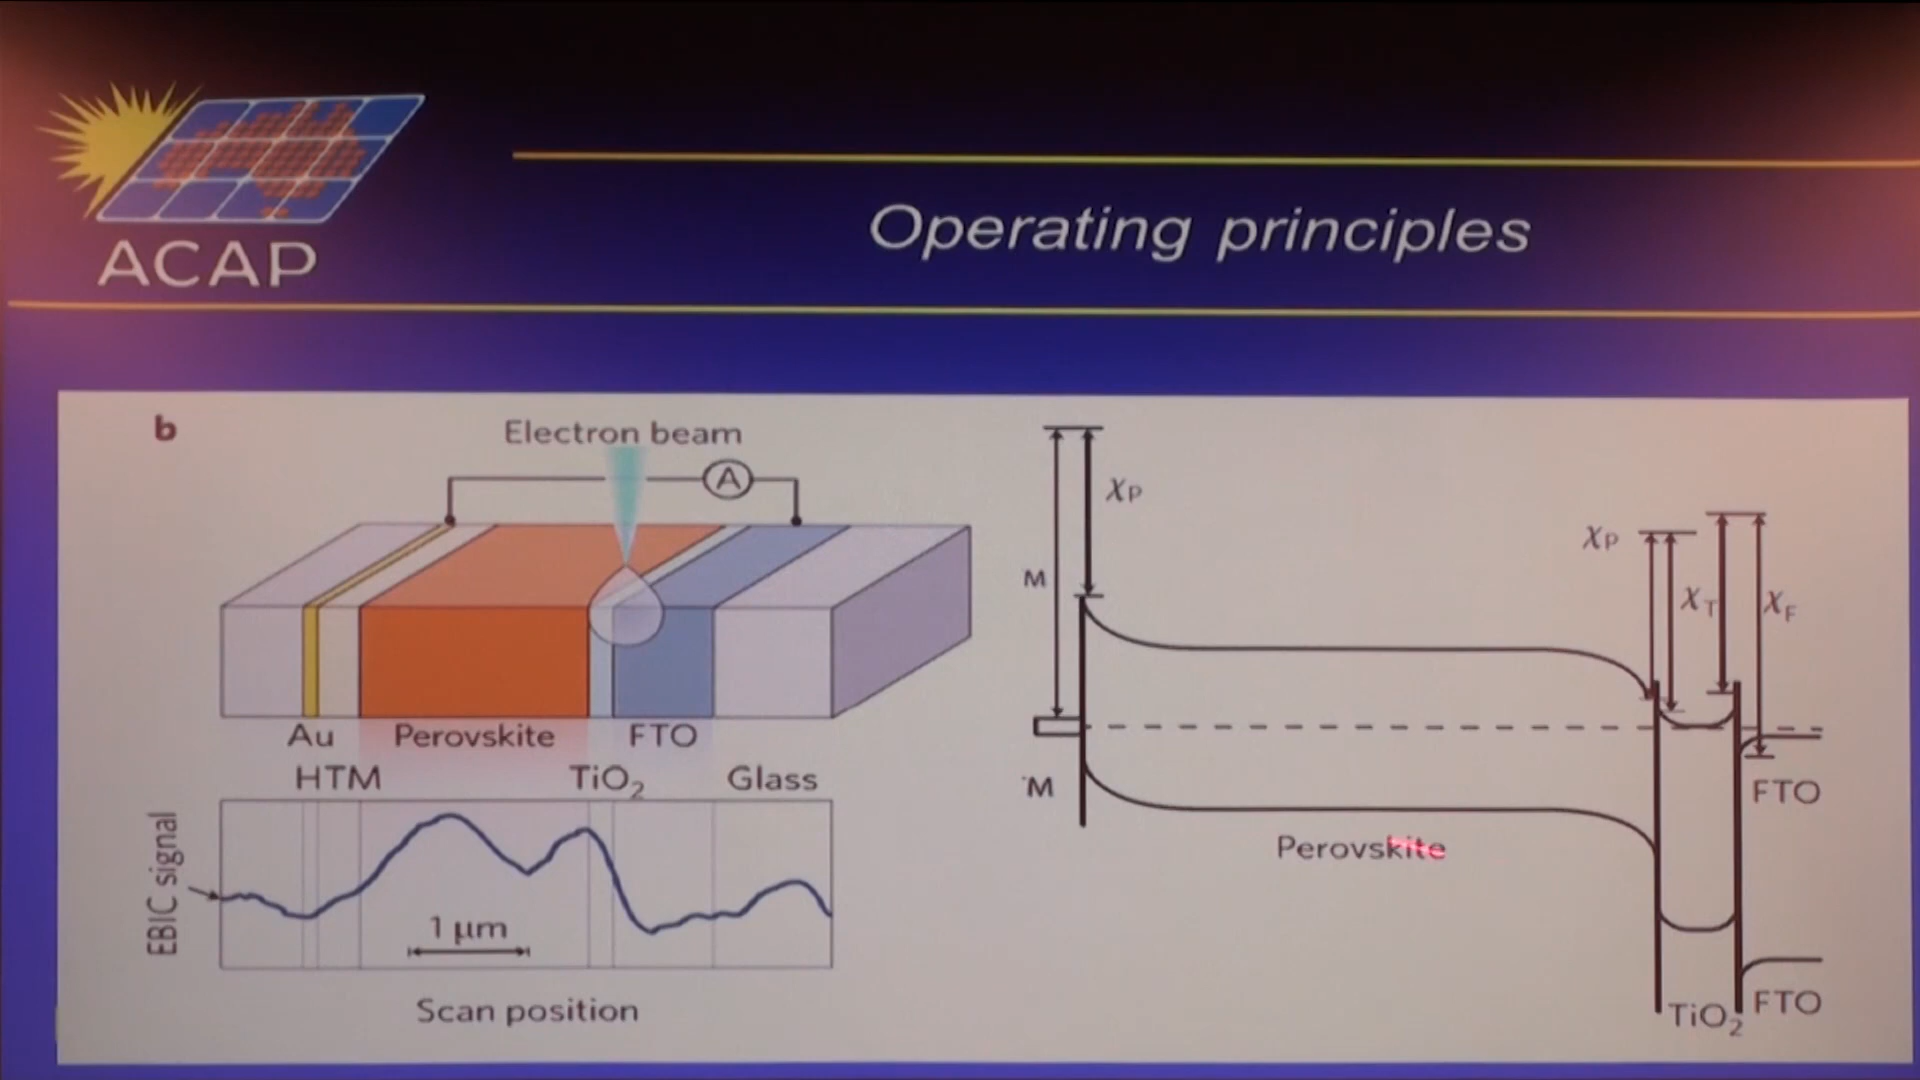 ACAP
Operating principles
b
Electron beam
A
Au
Perovskite
FTO
HTM
TiO2
Glass
EBIC signal
1 μm
Scan position
χP
M
M
Perovskite
χP
χT
χF
FTO
TiO2
FTO